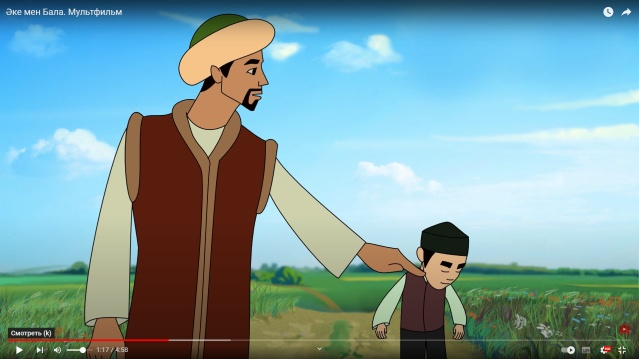 Әке мен Бала. Мультфильм
Смотреть (k)
1:17 / 4:58